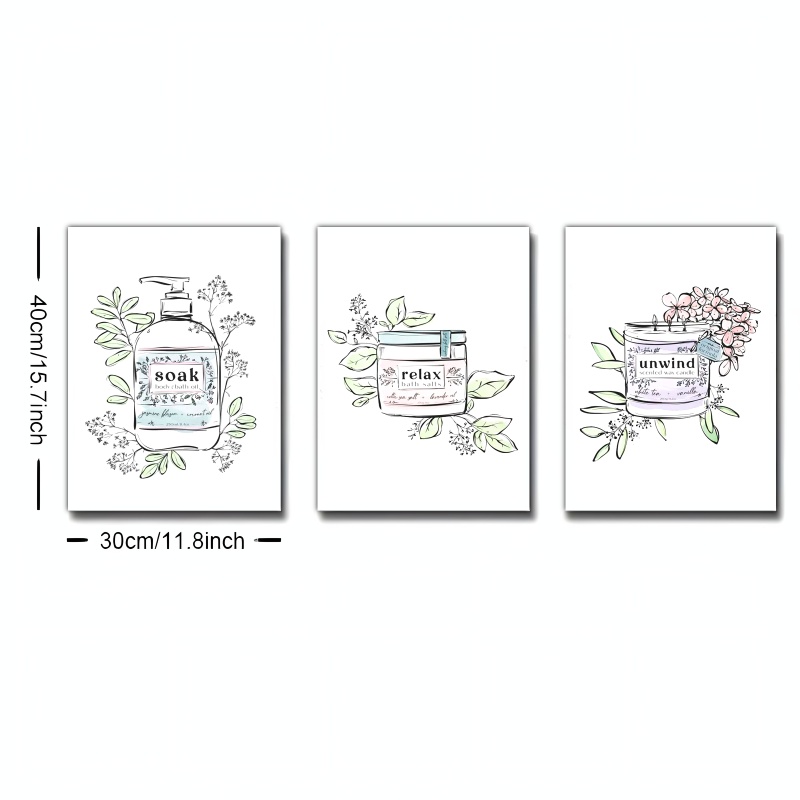 40cm/15.7inch
soak
body + bath oil
jasmine blossom + coconut oil
relax
bath salts
with sea salt + lavender oil
unwind
scented wax candle
white tea + vanilla
30cm/11.8inch